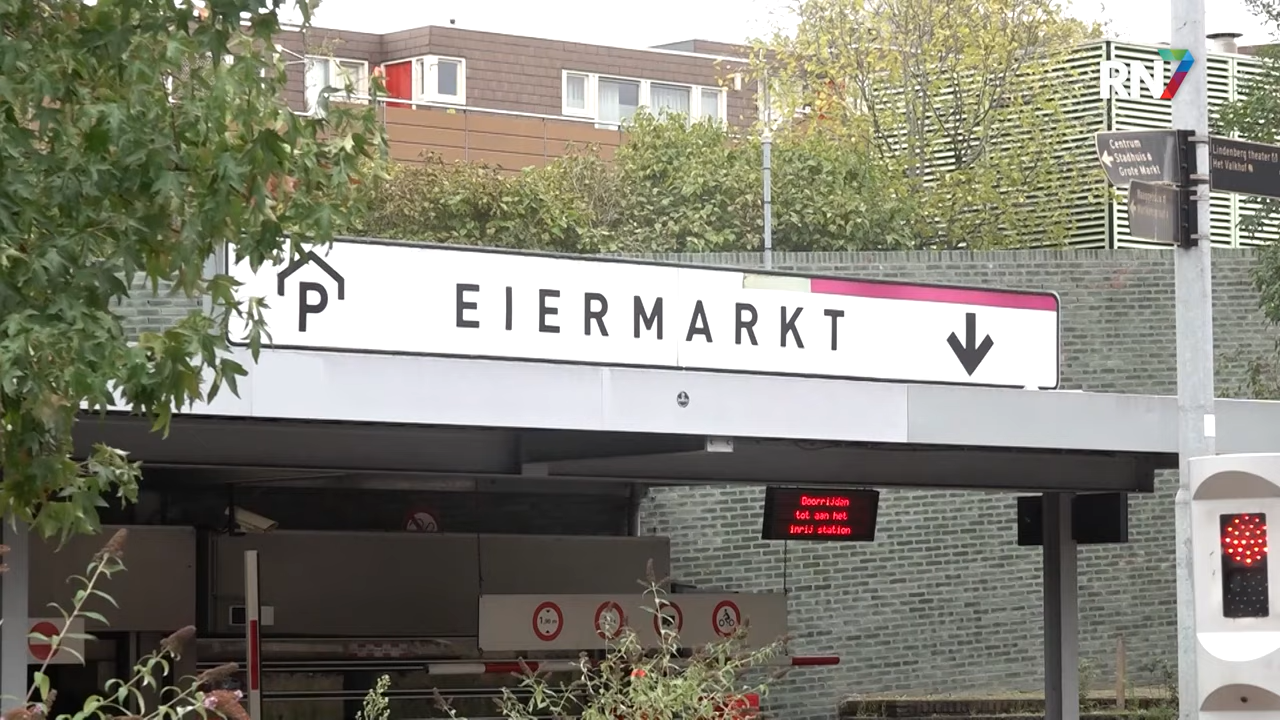 RN7
Centrum
Stadhuis
Grote Markt
Lindenberg theater
Het Valkhof
P EIERMARKT
Doorrijden
tot aan het
inrij station